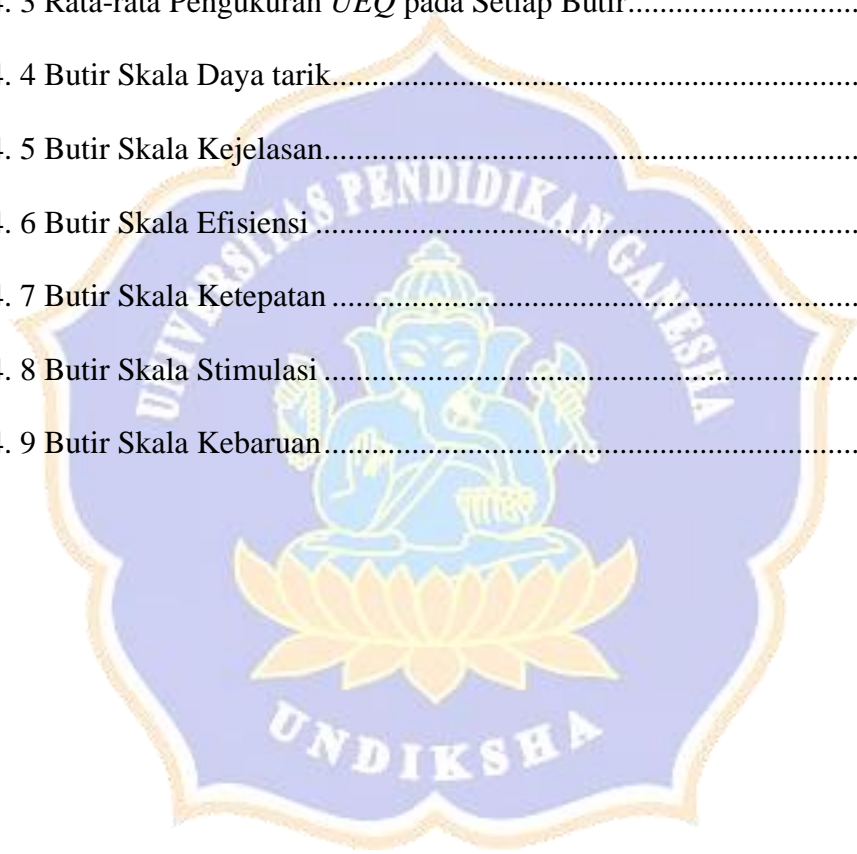 4. 3 Rata-rata Pengukuran UEQ pada Setiap Butir..............................
4. 4 Butir Skala Daya tarik...................................................................
4. 5 Butir Skala Kejelasan....................................................................
4. 6 Butir Skala Efisiensi .....................................................................
4. 7 Butir Skala Ketepatan ...................................................................
4. 8 Butir Skala Stimulasi ....................................................................
4. 9 Butir Skala Kebaruan....................................................................
UNIVERSITAS PENDIDIKAN GANESHA
UNDIKSHA